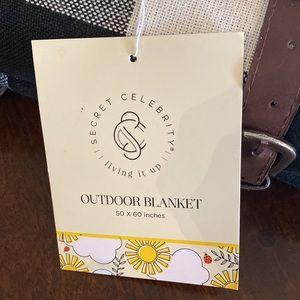 SECRET CELEBRITY®
living it up
OUTDOOR BLANKET
50 X 60 inches